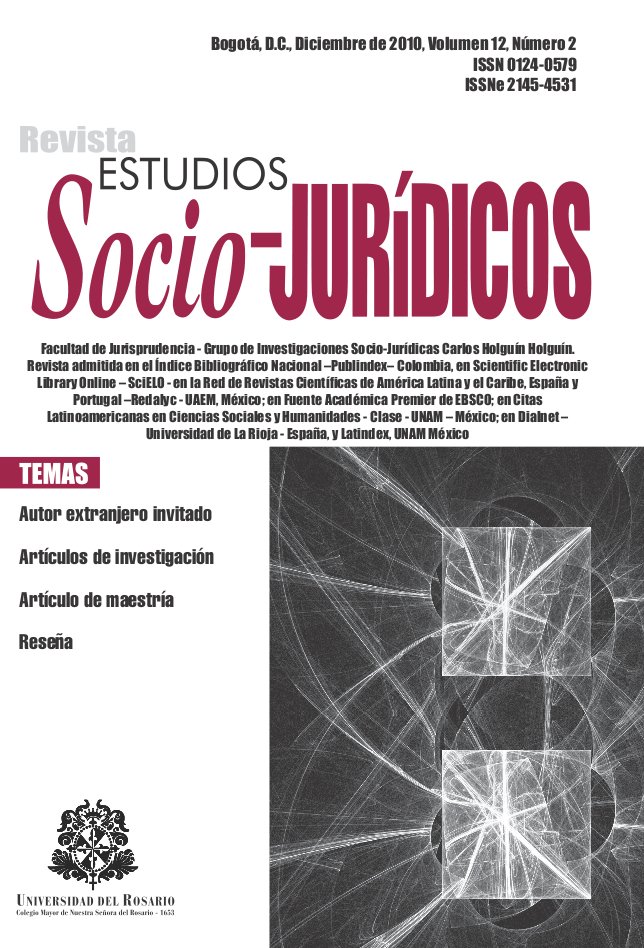 Bogotá, D.C., Diciembre de 2010, Volumen 12, Número 2
ISSN 0124-0579
ISSNe 2145-4531
Revista
ESTUDIOS
Socio-JURÍDICOS
Facultad de Jurisprudencia - Grupo de Investigaciones Socio-Jurídicas Carlos Holguín Holguín.
Revista admitida en el Índice Bibliográfico Nacional –Publindex– Colombia, en Scientific Electronic
Library Online – SciELO - en la Red de Revistas Científicas de América Latina y el Caribe, España y
Portugal –Redalyc - UAEM, México; en Fuente Académica Premier de EBSCO; en Citas
Latinoamericanas en Ciencias Sociales y Humanidades - Clase - UNAM – México; en Dialnet –
Universidad de La Rioja - España, y Latindex, UNAM México
TEMAS
Autor extranjero invitado
Artículos de investigación
Artículo de maestría
Reseña
UNIVERSIDAD DEL ROSARIO
Colegio Mayor de Nuestra Señora del Rosario - 1653